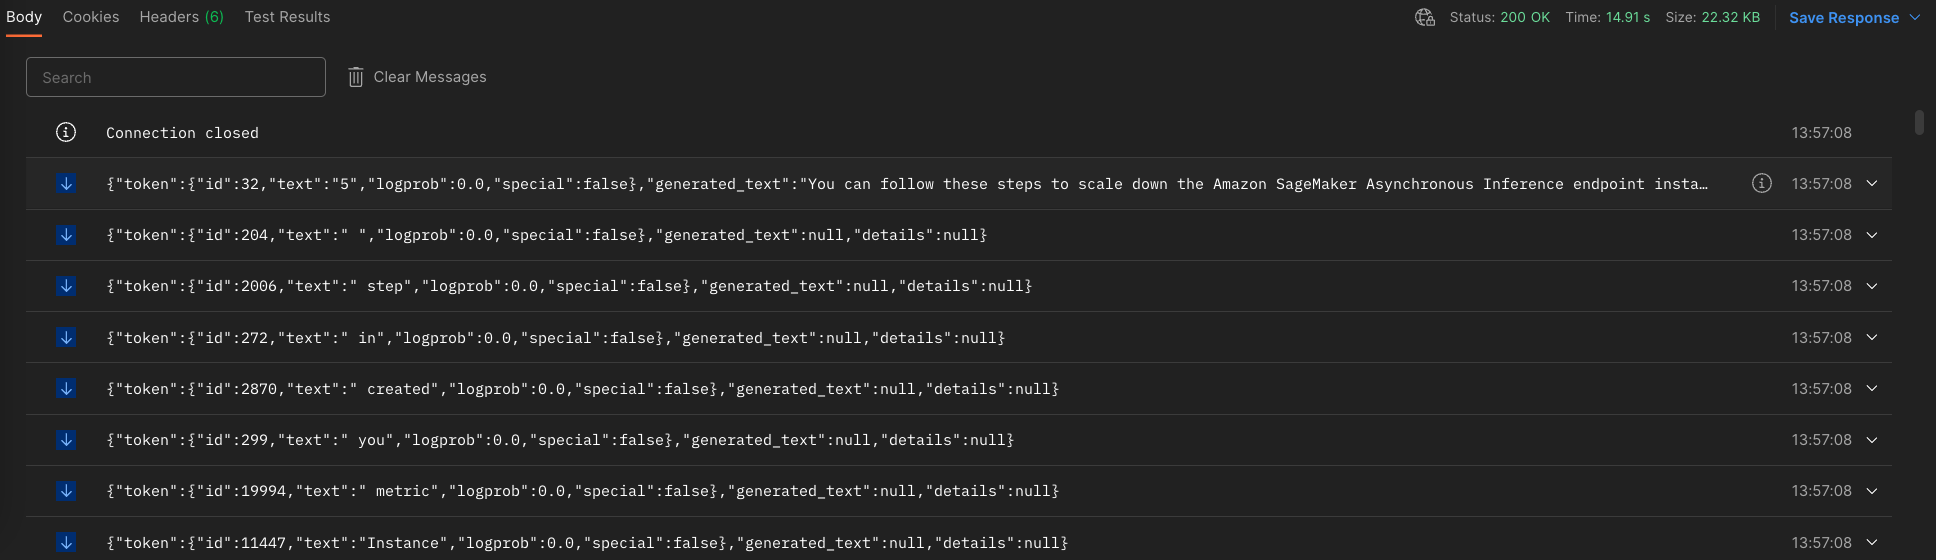 Body Cookies Headers (6) Test Results Status: 200 OK Time: 14.91 s Size: 22.32 KB Save Response
Search Clear Messages
Connection closed 13:57:08
{"token":{"id":32,"text":"5","logprob":0.0,"special":false},"generated_text":"You can follow these steps to scale down the Amazon SageMaker Asynchronous Inference endpoint insta… 13:57:08
{"token":{"id":204,"text":" ","logprob":0.0,"special":false},"generated_text":null,"details":null} 13:57:08
{"token":{"id":2006,"text":" step","logprob":0.0,"special":false},"generated_text":null,"details":null} 13:57:08
{"token":{"id":272,"text":" in","logprob":0.0,"special":false},"generated_text":null,"details":null} 13:57:08
{"token":{"id":2870,"text":" created","logprob":0.0,"special":false},"generated_text":null,"details":null} 13:57:08
{"token":{"id":299,"text":" you","logprob":0.0,"special":false},"generated_text":null,"details":null} 13:57:08
{"token":{"id":19994,"text":" metric","logprob":0.0,"special":false},"generated_text":null,"details":null} 13:57:08
{"token":{"id":11447,"text":"Instance","logprob":0.0,"special":false},"generated_text":null,"details":null} 13:57:08